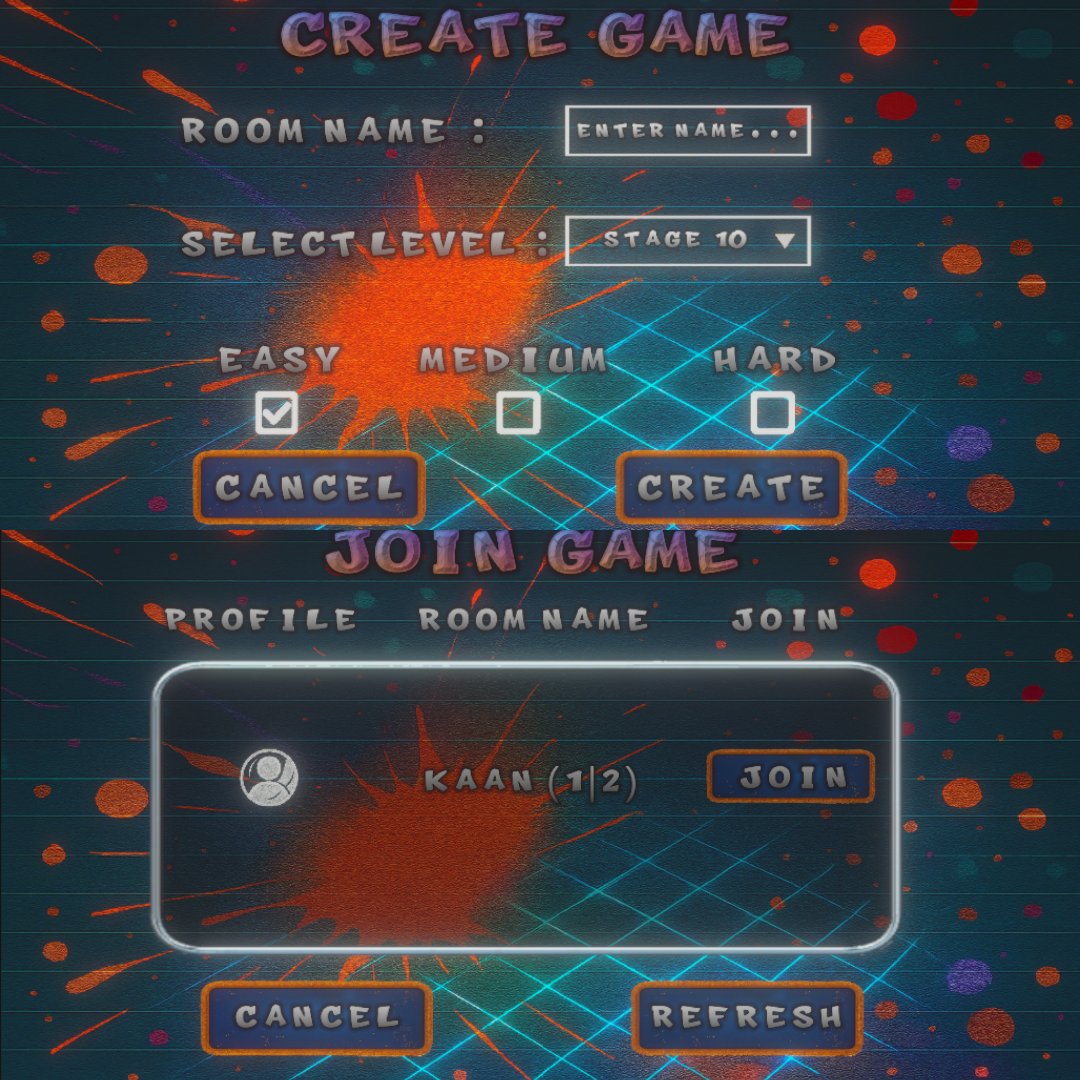 CREATE GAME
ROOM NAME : ENTER NAME...
SELECT LEVEL : STAGE 10
EASY MEDIUM HARD
CANCEL CREATE
JOIN GAME
PROFILE ROOM NAME JOIN
KAAN (1|2) JOIN
CANCEL REFRESH